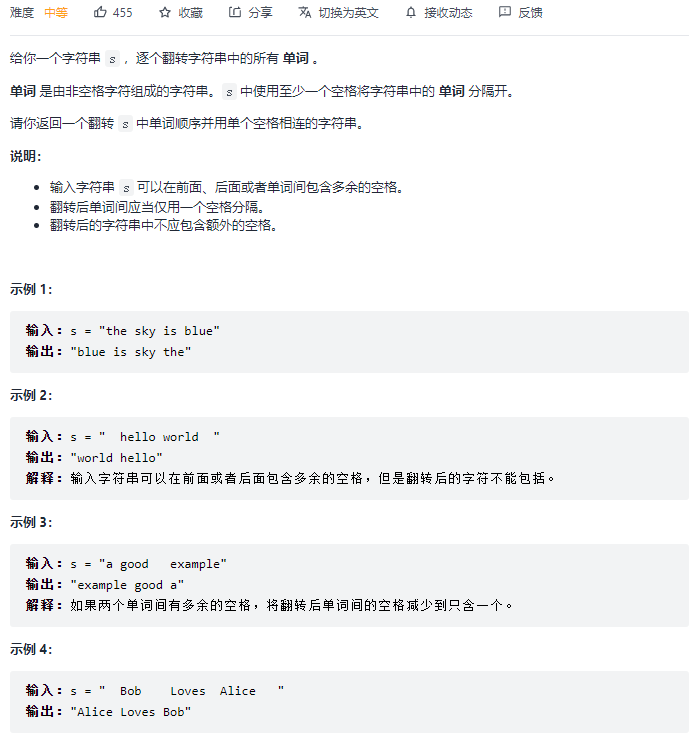 难度 中等 455 收藏 分享 切换为英文 接收动态 反馈
给你一个字符串 s ，逐个翻转字符串中的所有 单词 。
单词 是由非空格字符组成的字符串。s 中使用至少一个空格将字符串中的 单词 分隔开。
请你返回一个翻转 s 中单词顺序并用单个空格相连的字符串。
说明：
• 输入字符串 s 可以在前面、后面或者单词间包含多余的空格。
• 翻转后单词间应当仅用一个空格分隔。
• 翻转后的字符串中不应包含额外的空格。
示例 1：
输入：s = "the sky is blue"
输出："blue is sky the"
示例 2：
输入：s = "  hello world  "
输出："world hello"
解释：输入字符串可以在前面或者后面包含多余的空格，但是翻转后的字符不能包括。
示例 3：
输入：s = "a good   example"
输出："example good a"
解释：如果两个单词间有多余的空格，将翻转后单词间的空格减少到只含一个。
示例 4：
输入：s = "  Bob    Loves  Alice   "
输出："Alice Loves Bob"